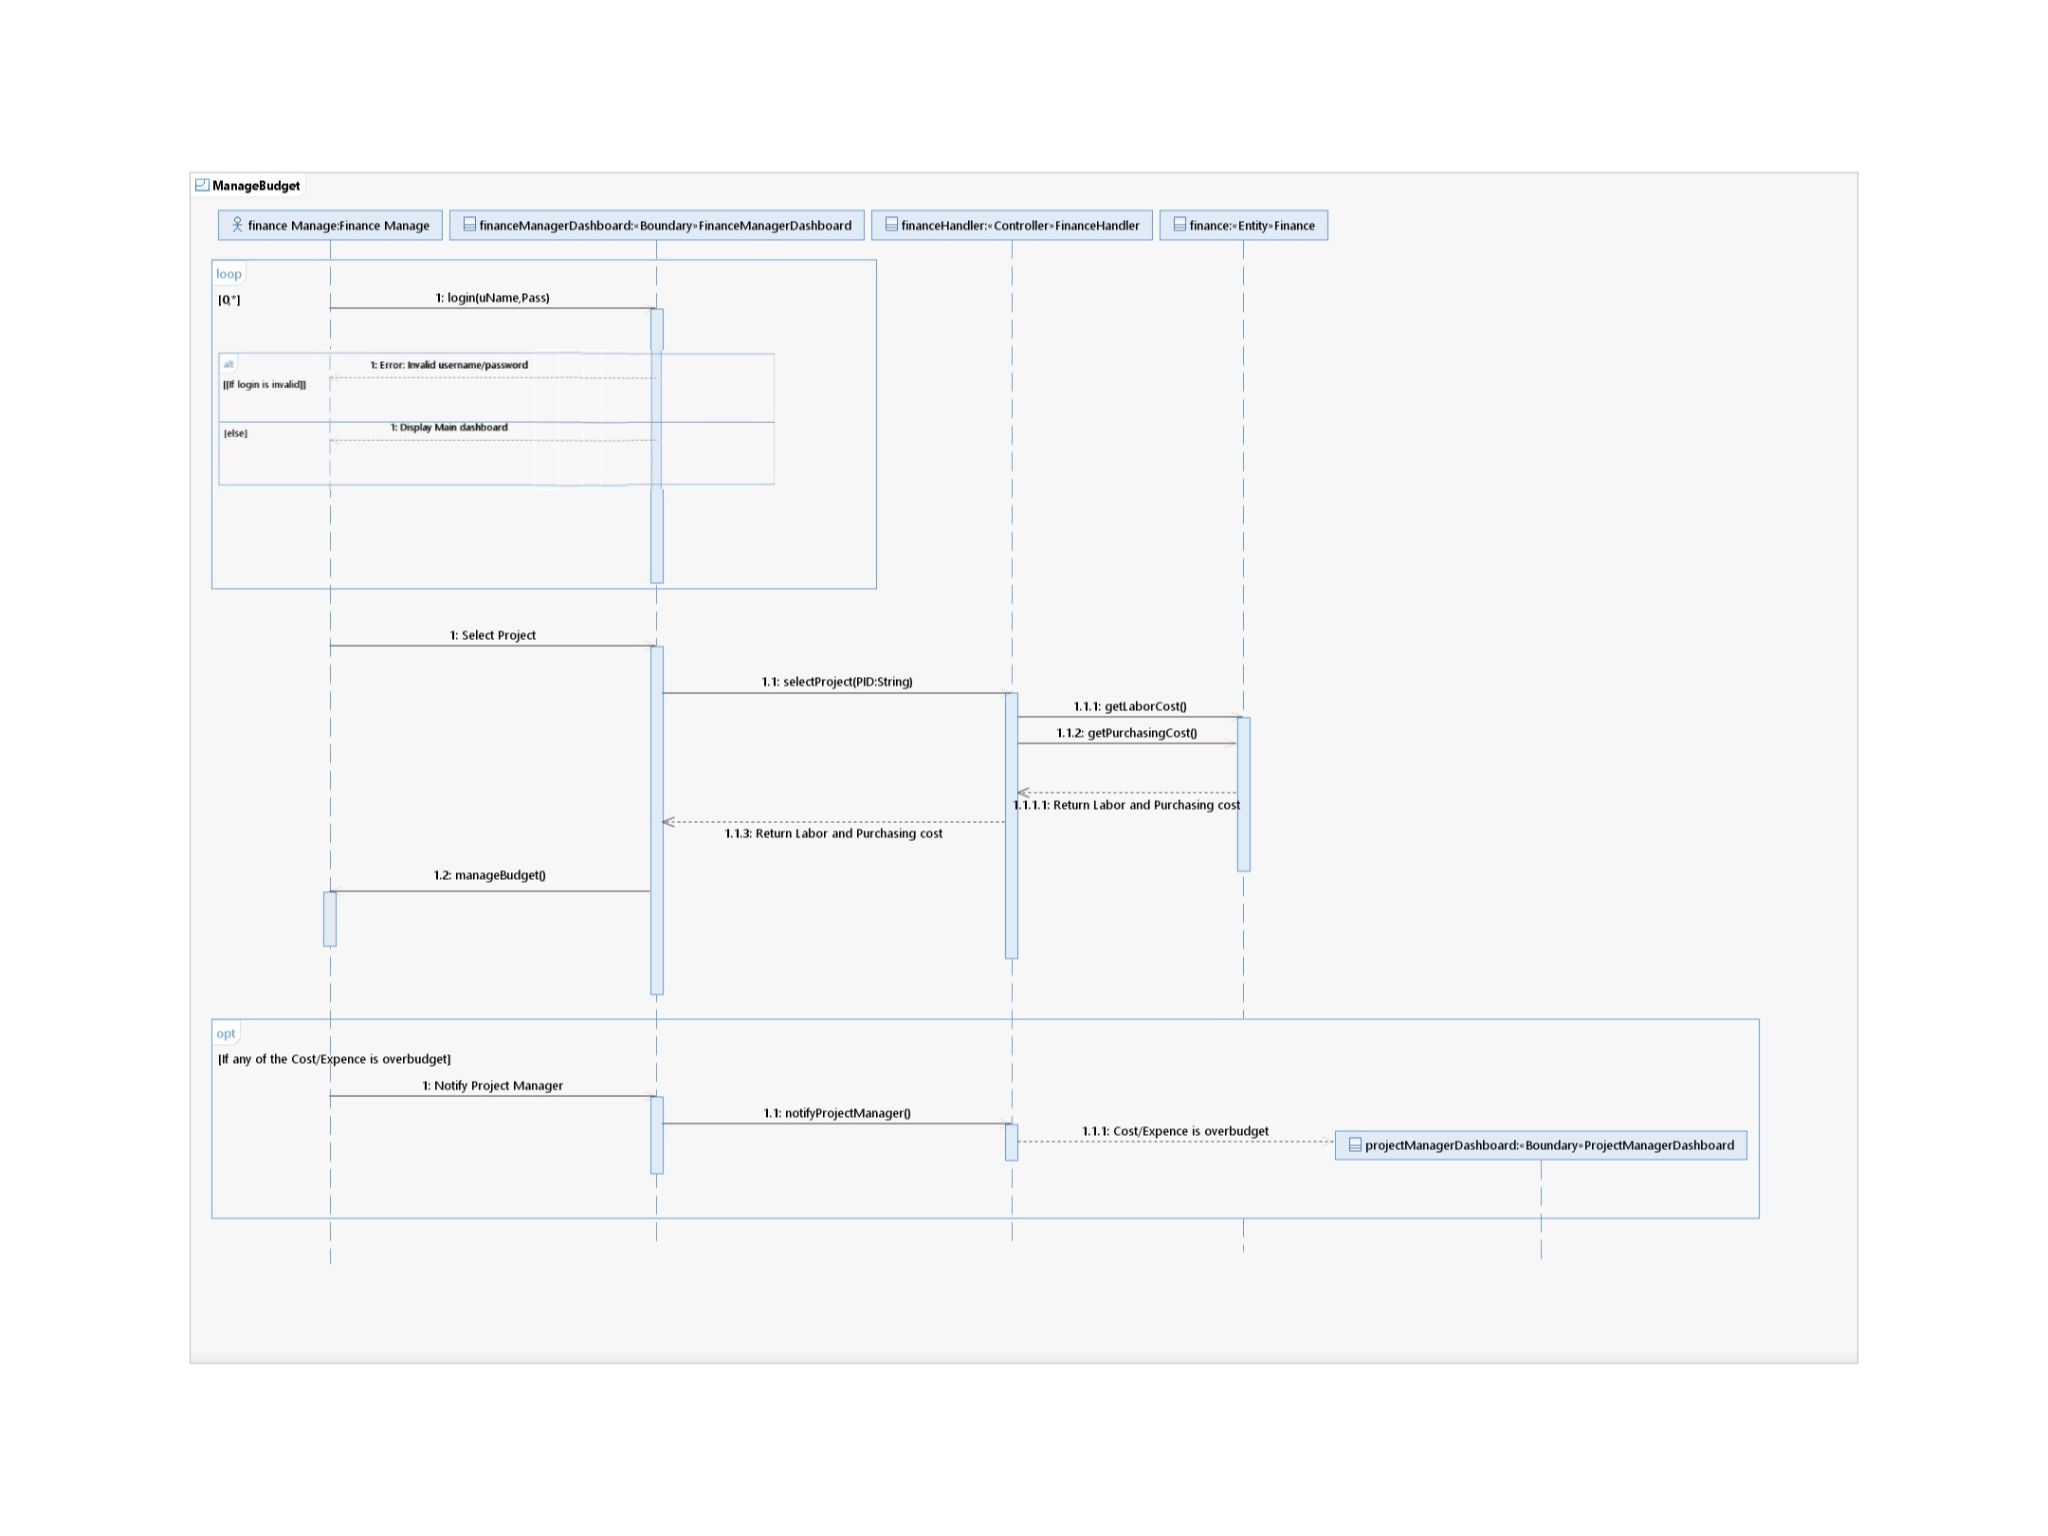 ManageBudget
finance Manage:Finance Manage
financeManagerDashboard:«Boundary»FinanceManagerDashboard
financeHandler:«Controller»FinanceHandler
finance:«Entity»Finance
loop
[0,*]
1: login(uName,Pass)
alt
1: Error: Invalid username/password
[[If login is invalid]]
1: Display Main dashboard
[else]
1: Select Project
1.1: selectProject(PID:String)
1.1.1: getLaborCost()
1.1.2: getPurchasingCost()
1.1.1.1: Return Labor and Purchasing cost
1.1.3: Return Labor and Purchasing cost
1.2: manageBudget()
opt
[If any of the Cost/Expence is overbudget]
1: Notify Project Manager
1.1: notifyProjectManager()
1.1.1: Cost/Expence is overbudget
projectManagerDashboard:«Boundary»ProjectManagerDashboard